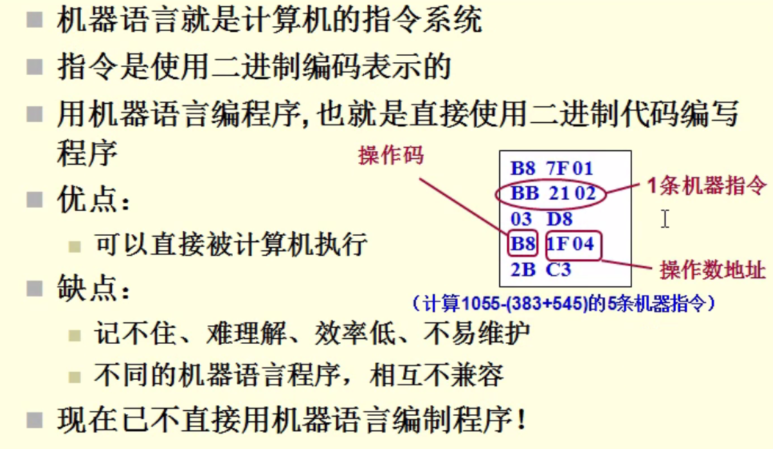 机器语言就是计算机的指令系统
指令是使用二进制编码表示的
用机器语言编程序,也就是直接使用二进制代码编写
程序
操作码
B8 7F 01
BB 21 02
1条机器指令
03 D8
B8 1F 04
2B C3
操作数地址
(计算1055-(383+545)的5条机器指令)
优点:
可以直接被计算机执行
缺点:
记不住、难理解、效率低、不易维护
不同的机器语言程序，相互不兼容
现在已不直接用机器语言编制程序!